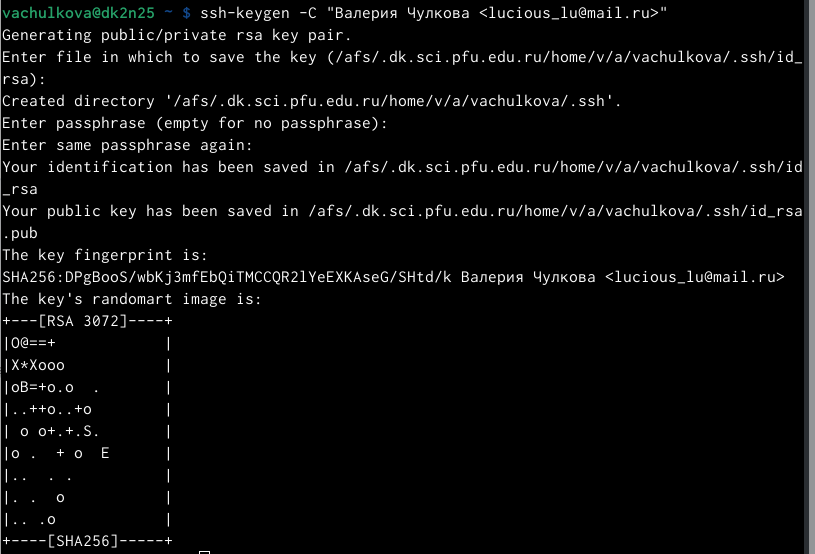 vachulkova@dk2n25 ~ $ ssh-keygen -C "Валерия Чулкова <lucious_lu@mail.ru>"
Generating public/private rsa key pair.
Enter file in which to save the key (/afs/.dk.sci.pfu.edu.ru/home/v/a/vachulkova/.ssh/id_
rsa):
Created directory '/afs/.dk.sci.pfu.edu.ru/home/v/a/vachulkova/.ssh'.
Enter passphrase (empty for no passphrase):
Enter same passphrase again:
Your identification has been saved in /afs/.dk.sci.pfu.edu.ru/home/v/a/vachulkova/.ssh/id
_rsa
Your public key has been saved in /afs/.dk.sci.pfu.edu.ru/home/v/a/vachulkova/.ssh/id_rsa
.pub
The key fingerprint is:
SHA256:DPgBooS/wbKj3mfEbQiTMCCQR2lYeEXKAseG/SHtd/k Валерия Чулкова <lucious_lu@mail.ru>
The key's randomart image is:
+---[RSA 3072]----+
|O@==+            |
|X*Xooo           |
|oB=+o.o  .       |
|..++o..+o        |
| o o+.+.S.       |
|o .  + o  E      |
|..  . .          |
|. .  o           |
|.. .o            |
+----[SHA256]-----+